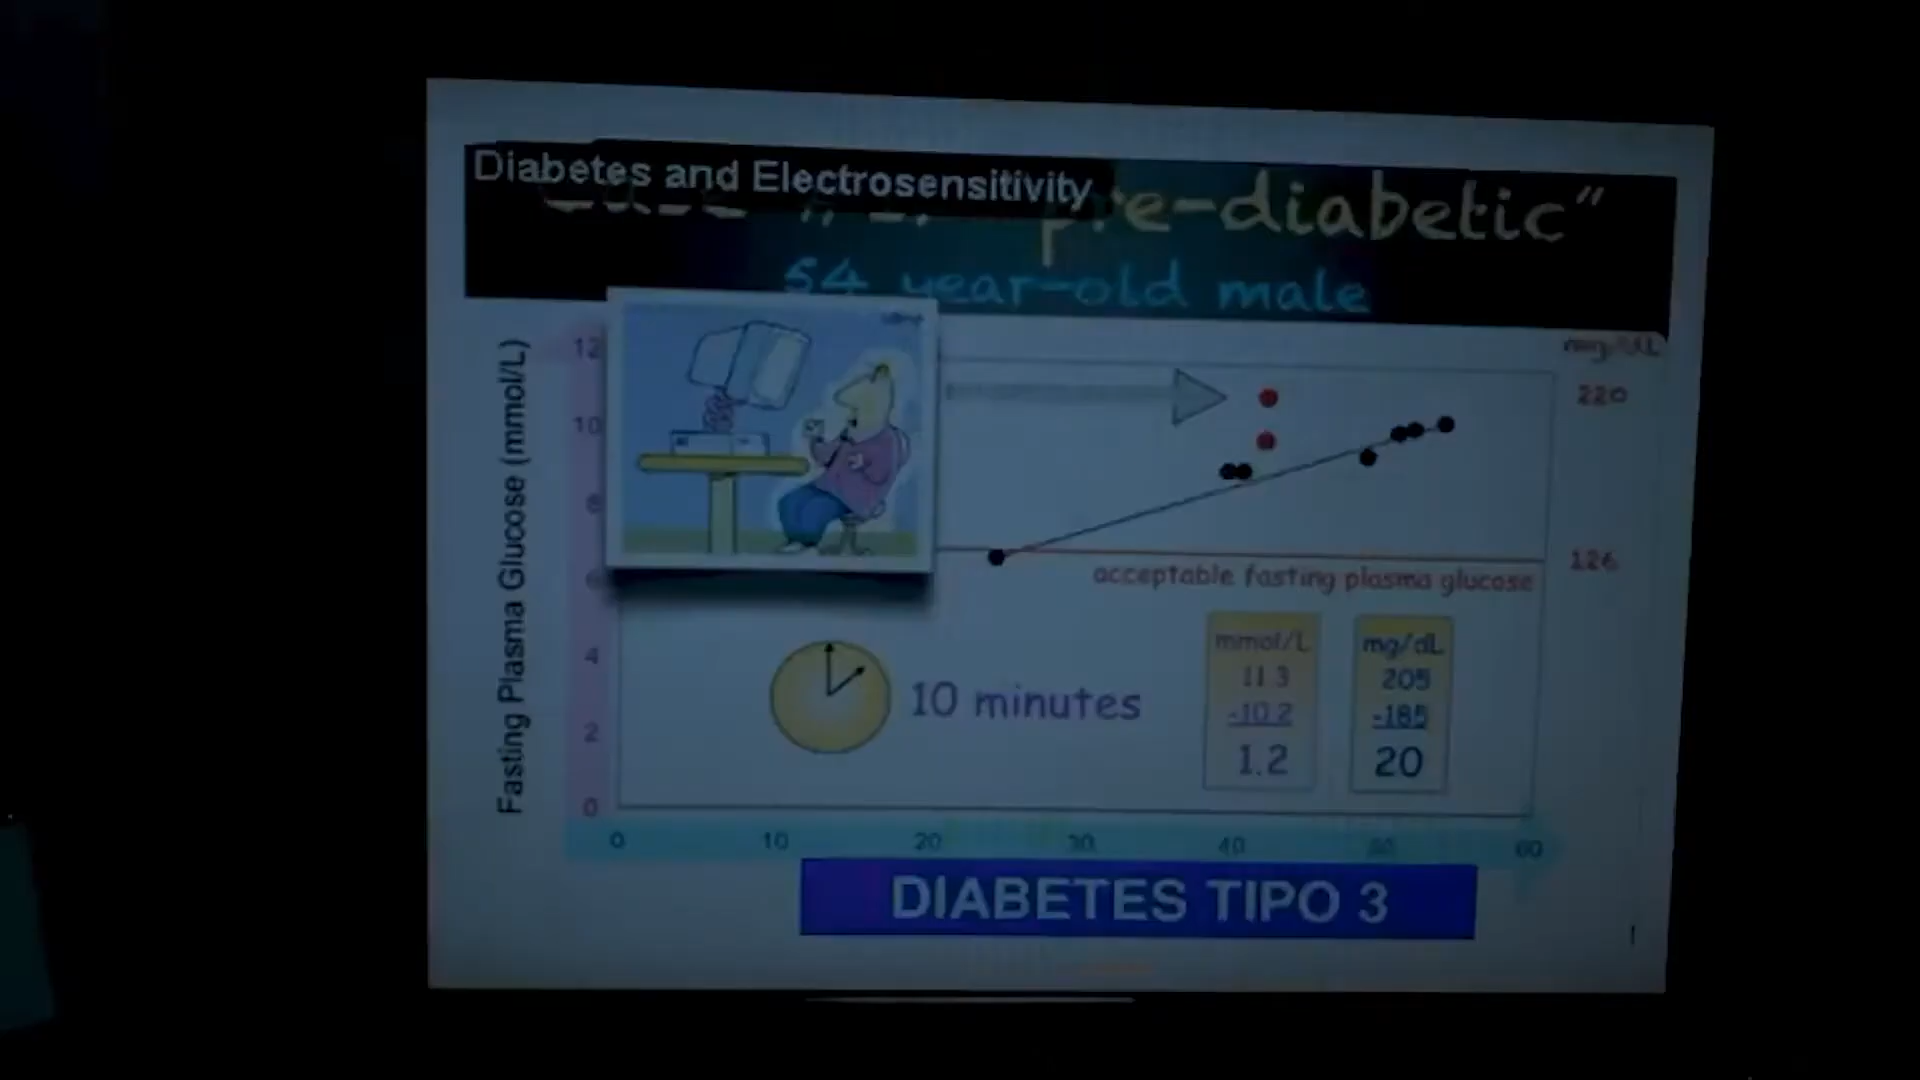 Diabetes and Electrosensitivity
pre-diabetic"
54 year-old male
Fasting Plasma Glucose (mmol/L)
12
10
8
6
4
2
0
mg/dL
220
126
acceptable fasting plasma glucose
10 minutes
mmol/L
11.3
-10.2
1.2
mg/dL
205
-185
20
0 10 20 30 40 50 60
DIABETES TIPO 3